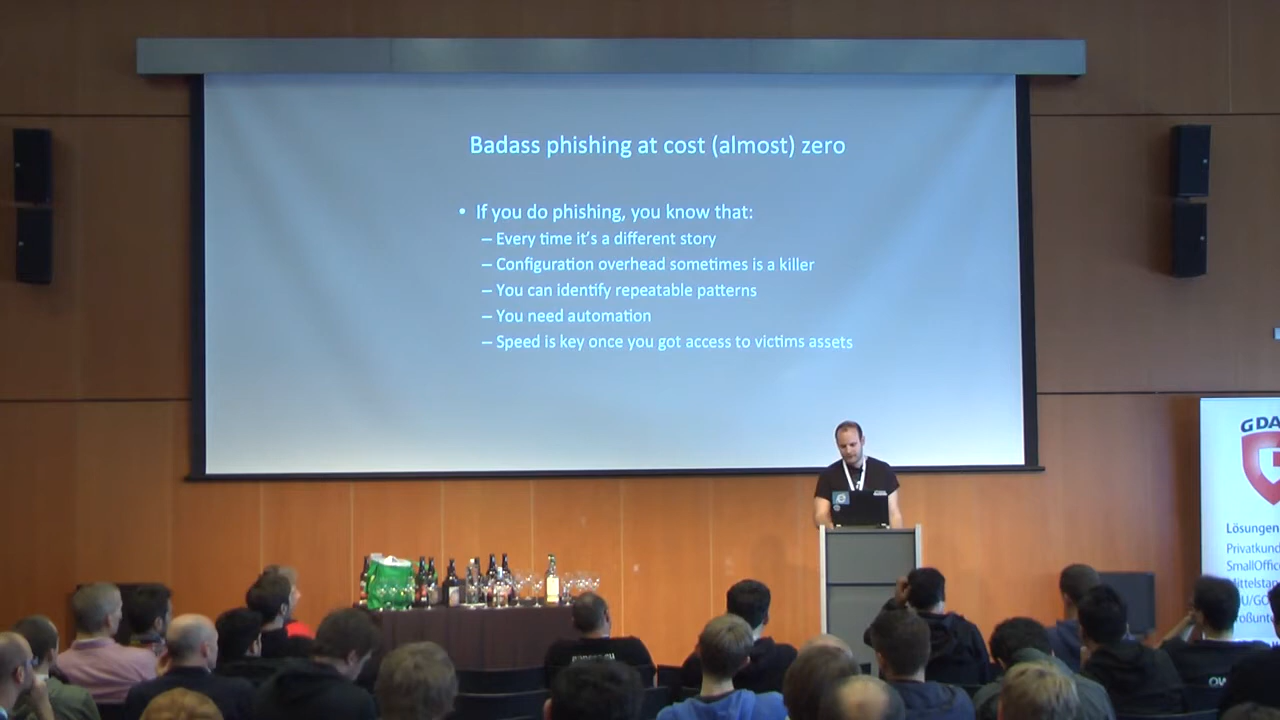 Badass phishing at cost (almost) zero
• If you do phishing, you know that:
– Every time it's a different story
– Configuration overhead sometimes is a killer
– You can identify repeatable patterns
– You need automation
– Speed is key once you got access to victims assets
G DA
Lösungen
Privatkund
SmallOffic
Mittelstan
roßunte